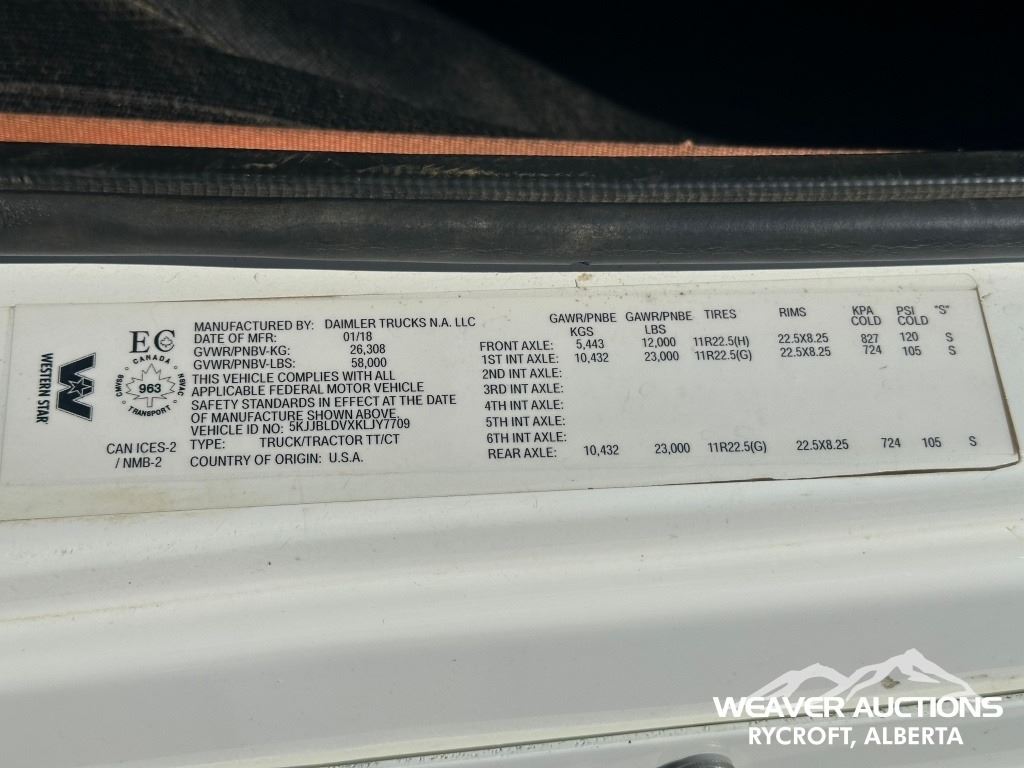 WESTERN STAR
EC
CANADA
CMVSS NSVAC
963
TRANSPORT
CAN ICES-2
/ NMB-2
MANUFACTURED BY: DAIMLER TRUCKS N.A. LLC
DATE OF MFR: 01/18
GVWR/PNBV-KG: 26,308
GVWR/PNBV-LBS: 58,000
THIS VEHICLE COMPLIES WITH ALL
APPLICABLE FEDERAL MOTOR VEHICLE
SAFETY STANDARDS IN EFFECT AT THE DATE
OF MANUFACTURE SHOWN ABOVE.
VEHICLE ID NO: 5KJJBLDVXKLJY7709
TYPE: TRUCK/TRACTOR TT/CT
COUNTRY OF ORIGIN: U.S.A.
GAWR/PNBE KGS GAWR/PNBE LBS TIRES RIMS KPA COLD PSI COLD "S"
FRONT AXLE: 5,443 12,000 11R22.5(H) 22.5X8.25 827 120 S
1ST INT AXLE: 10,432 23,000 11R22.5(G) 22.5X8.25 724 105 S
2ND INT AXLE:
3RD INT AXLE:
4TH INT AXLE:
5TH INT AXLE:
6TH INT AXLE:
REAR AXLE: 10,432 23,000 11R22.5(G) 22.5X8.25 724 105 S
WEAVER AUCTIONS
RYCROFT, ALBERTA